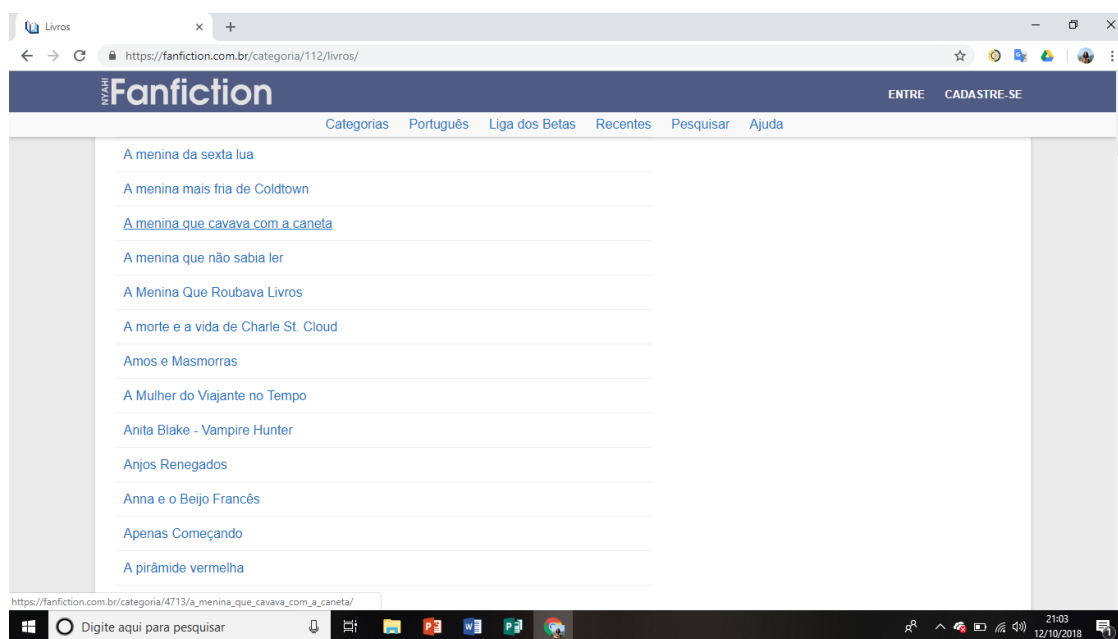 Livros
https://fanfiction.com.br/categoria/112/livros/
NYAH! Fanfiction
ENTRE CADASTRE-SE
Categorias Português Liga dos Betas Recentes Pesquisar Ajuda
A menina da sexta lua
A menina mais fria de Coldtown
A menina que cavava com a caneta
A menina que não sabia ler
A Menina Que Roubava Livros
A morte e a vida de Charle St. Cloud
Amos e Masmorras
A Mulher do Viajante no Tempo
Anita Blake - Vampire Hunter
Anjos Renegados
Anna e o Beijo Francês
Apenas Começando
A pirâmide vermelha
https://fanfiction.com.br/categoria/4713/a_menina_que_cavava_com_a_caneta/
Digite aqui para pesquisar
21:03
12/10/2018